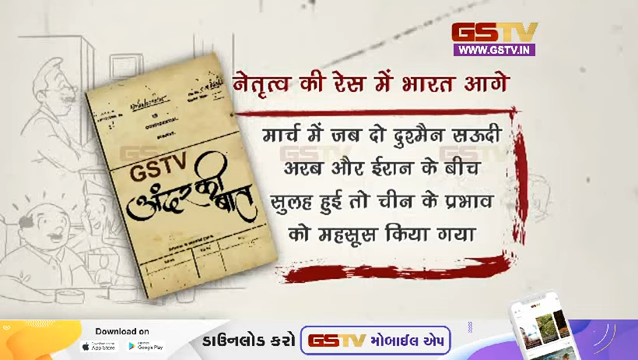 GSTV
WWW.GSTV.IN
नेतृत्व की रेस में भारत आगे
CONFIDENTIAL
GSTV
अंदर की बात
मार्च में जब दो दुश्मैन सऊदी
अरब और ईरान के बीच
सुलह हुई तो चीन के प्रभाव
को महसूस किया गया
Download on
App Store
Google Play
ડાઉનલોડ કરો GSTV મોબાઈલ એપ